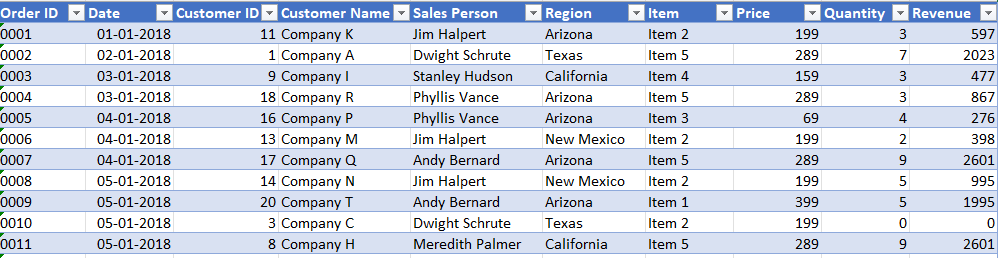 Order ID Date Customer ID Customer Name Sales Person Region Item Price Quantity Revenue
0001 01-01-2018 11 Company K Jim Halpert Arizona Item 2 199 3 597
0002 02-01-2018 1 Company A Dwight Schrute Texas Item 5 289 7 2023
0003 03-01-2018 9 Company I Stanley Hudson California Item 4 159 3 477
0004 03-01-2018 18 Company R Phyllis Vance Arizona Item 5 289 3 867
0005 04-01-2018 16 Company P Phyllis Vance Arizona Item 3 69 4 276
0006 04-01-2018 13 Company M Jim Halpert New Mexico Item 2 199 2 398
0007 04-01-2018 17 Company Q Andy Bernard Arizona Item 5 289 9 2601
0008 05-01-2018 14 Company N Jim Halpert New Mexico Item 2 199 5 995
0009 05-01-2018 20 Company T Andy Bernard Arizona Item 1 399 5 1995
0010 05-01-2018 3 Company C Dwight Schrute Texas Item 2 199 0 0
0011 05-01-2018 8 Company H Meredith Palmer California Item 5 289 9 2601